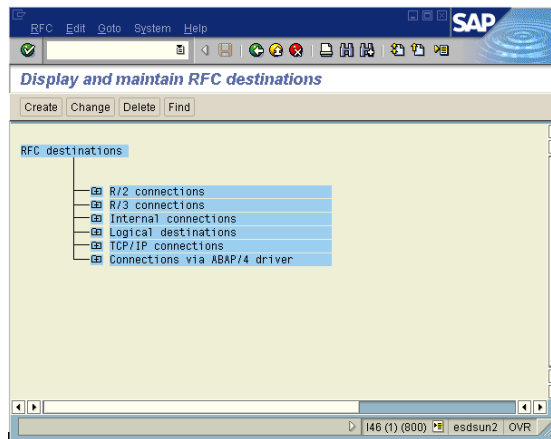 RFC Edit Goto System Help
SAP
Display and maintain RFC destinations
Create Change Delete Find
RFC destinations
R/2 connections
R/3 connections
Internal connections
Logical destinations
TCP/IP connections
Connections via ABAP/4 driver
I46 (1) (800) esdsun2 OVR